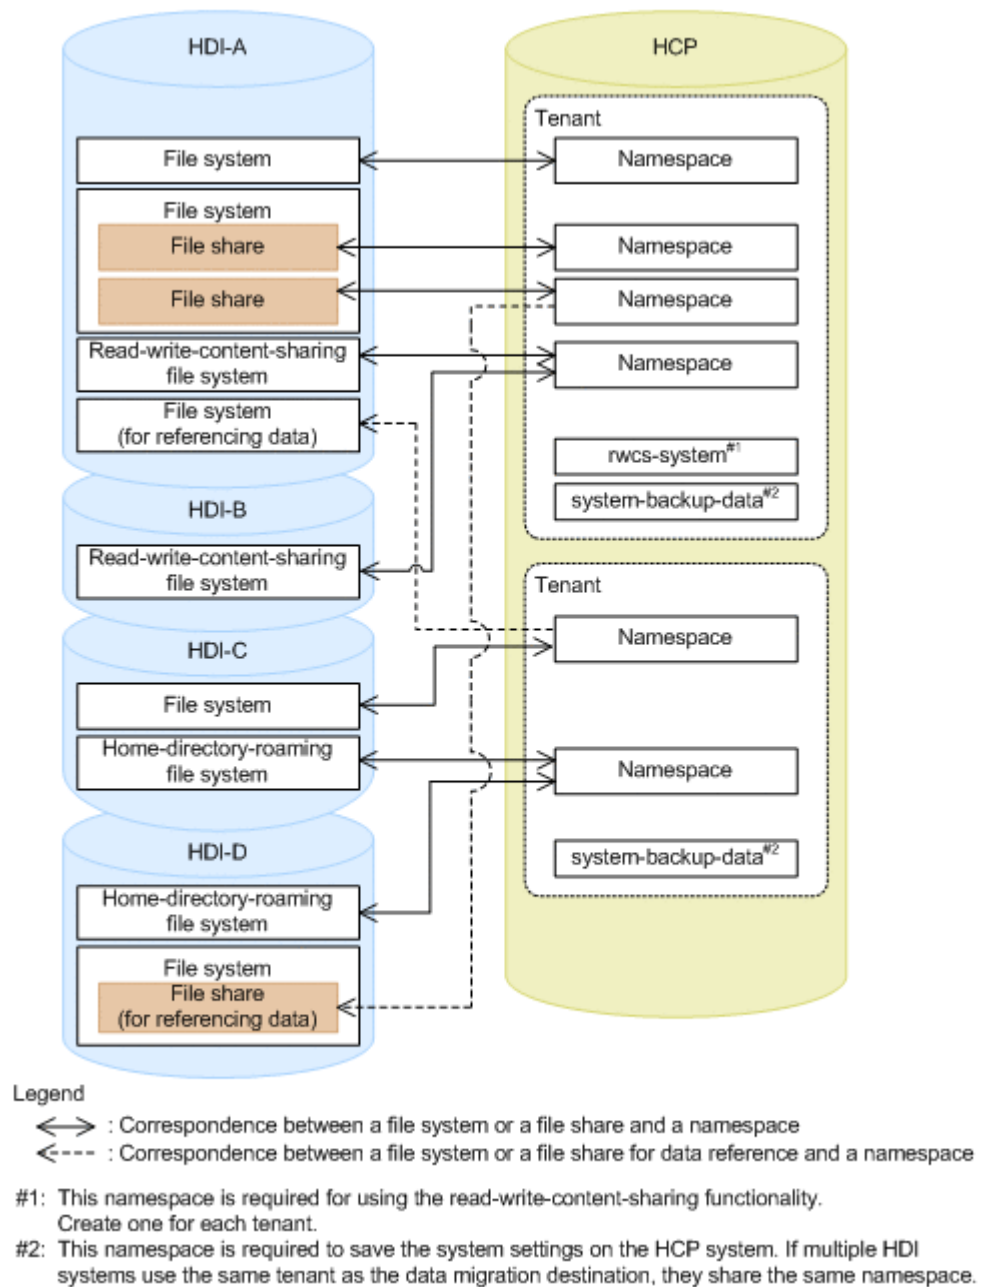 HDI-A
File system
File system
File share
File share
Read-write-content-sharing
file system
File system
(for referencing data)
HDI-B
Read-write-content-sharing
file system
HDI-C
File system
Home-directory-roaming
file system
HDI-D
Home-directory-roaming
file system
File system
File share
(for referencing data)
HCP
Tenant
Namespace
Namespace
Namespace
Namespace
rwcs-system#1
system-backup-data#2
Tenant
Namespace
Namespace
system-backup-data#2
Legend
: Correspondence between a file system or a file share and a namespace
: Correspondence between a file system or a file share for data reference and a namespace
#1: This namespace is required for using the read-write-content-sharing functionality.
Create one for each tenant.
#2: This namespace is required to save the system settings on the HCP system. If multiple HDI
systems use the same tenant as the data migration destination, they share the same namespace.